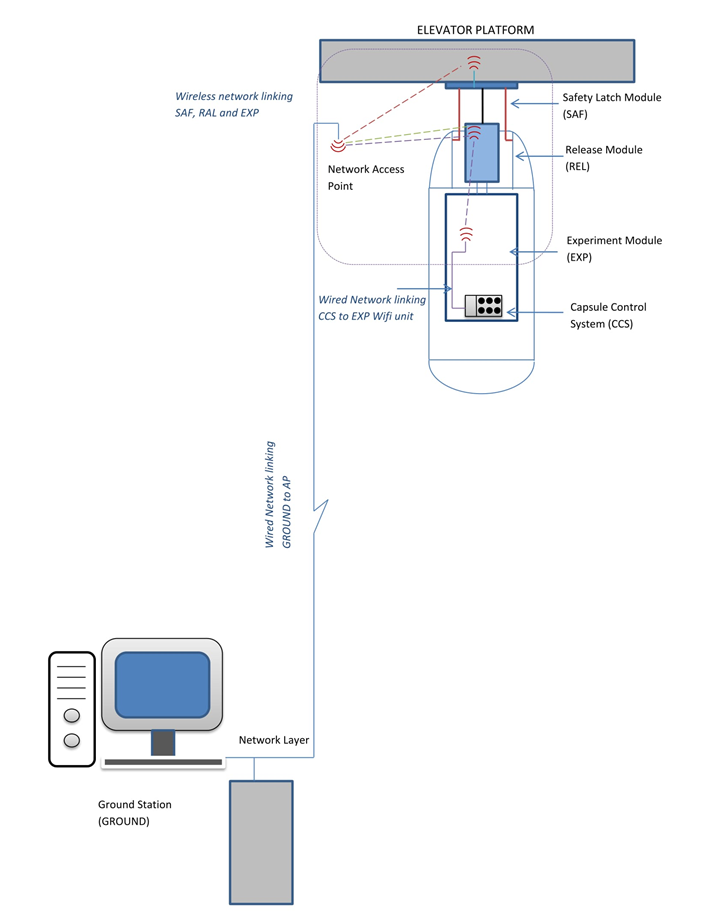 ELEVATOR PLATFORM
Wireless network linking
SAF, RAL and EXP
Safety Latch Module
(SAF)
Network Access
Point
Release Module
(REL)
Experiment Module
(EXP)
Wired Network linking
CCS to EXP Wifi unit
Capsule Control
System (CCS)
Wired Network linking
GROUND to AP
Network Layer
Ground Station
(GROUND)